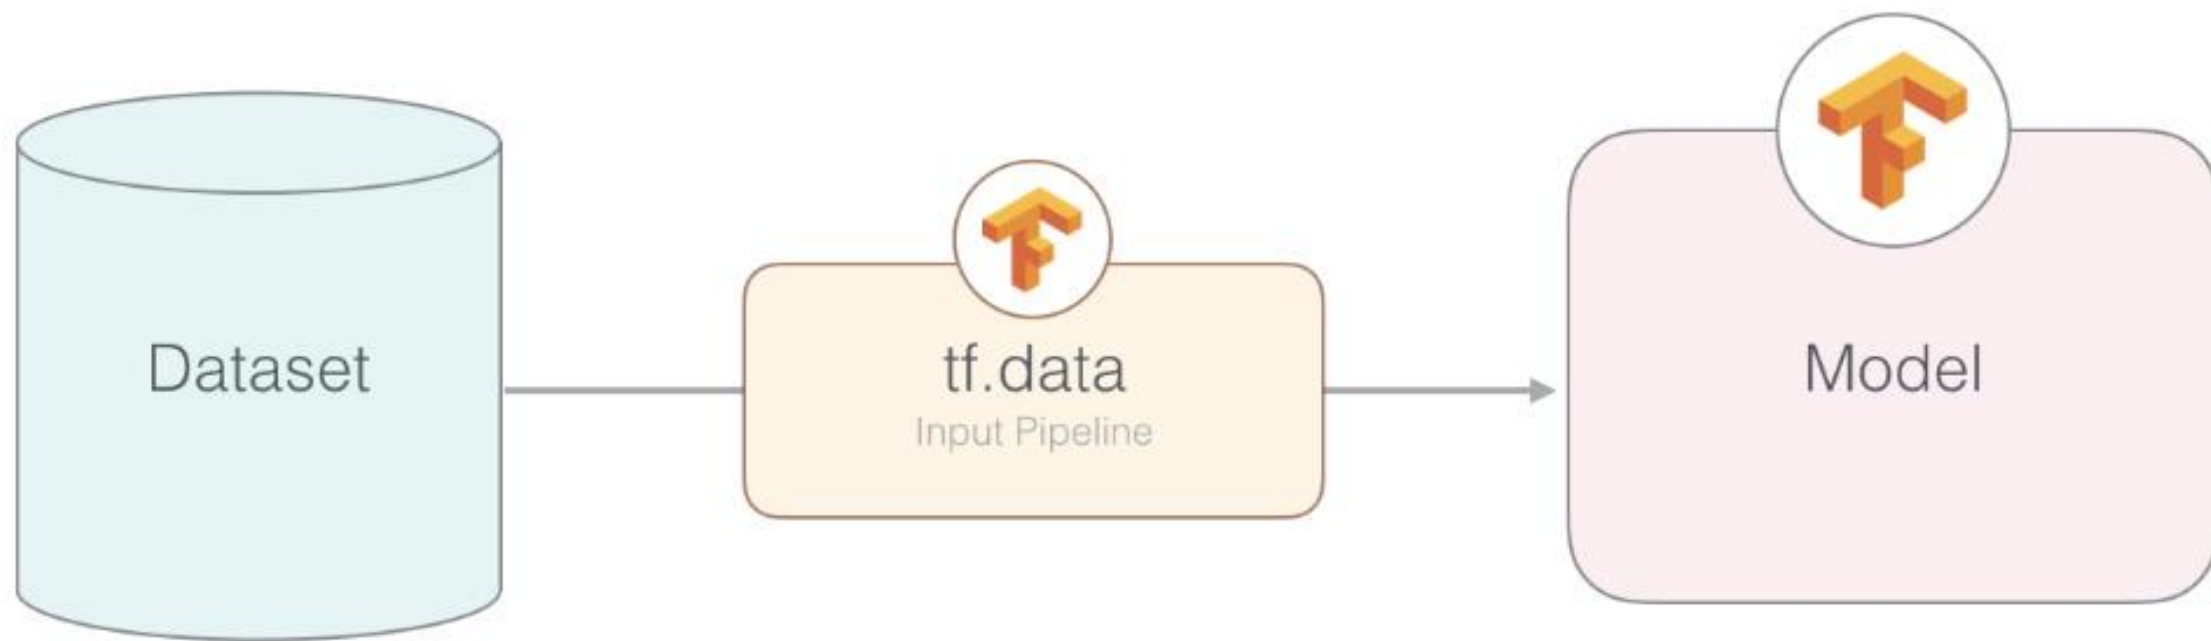 Dataset
tf.data
Input Pipeline
Model